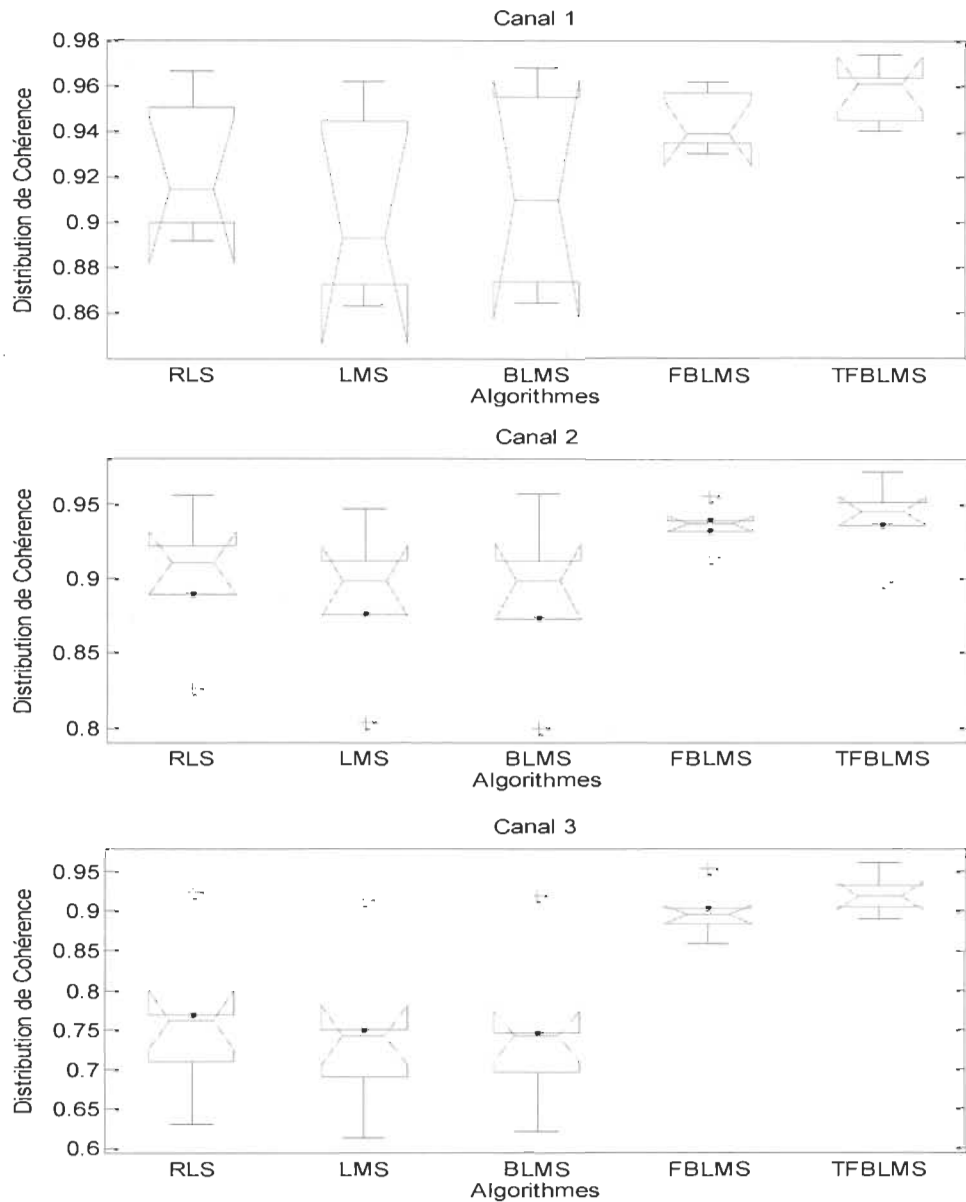 Canal 1
Distribution de Cohérence
0.98
0.96
0.94
0.92
0.9
0.88
0.86
RLS LMS BLMS FBLMS TFBLMS
Algorithmes
Canal 2
Distribution de Cohérence
0.95
0.9
0.85
0.8
RLS LMS BLMS FBLMS TFBLMS
Algorithmes
Canal 3
Distribution de Cohérence
0.95
0.9
0.85
0.8
0.75
0.7
0.65
0.6
RLS LMS BLMS FBLMS TFBLMS
Algorithmes